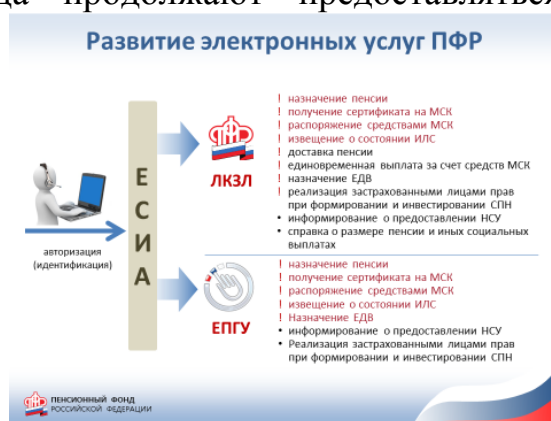 да продолжают предоставляться
Развитие электронных услуг ПФР
! назначение пенсии
! получение сертификата на МСК
! распоряжение средствами МСК
! извещение о состоянии ИЛС
! доставка пенсии
! единовременная выплата за счет средств МСК
! назначение ЕДВ
! реализация застрахованными лицами прав
при формировании и инвестировании СПН
• информирование о предоставлении НСУ
• справка о размере пенсии и иных социальных
выплатах
ЛКЗЛ
ЕСИА
авторизация
(идентификация)
! назначение пенсии
! получение сертификата на МСК
! распоряжение средствами МСК
! извещение о состоянии ИЛС
! Назначение ЕДВ
• информирование о предоставлении НСУ
• Реализация застрахованными лицами прав
при формировании и инвестировании СПН
ЕПГУ
ПЕНСИОННЫЙ ФОНД
РОССИЙСКОЙ ФЕДЕРАЦИИ